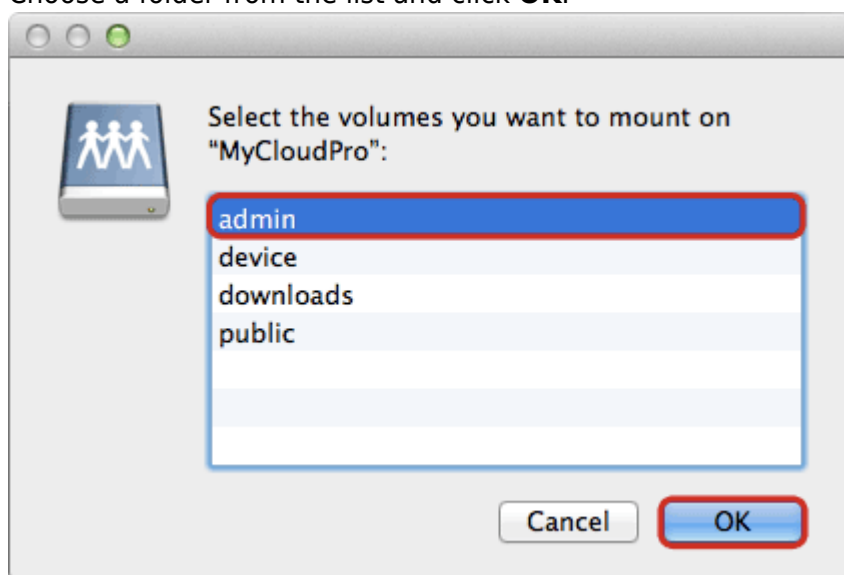 Choose a folder from the list and click OK.
Select the volumes you want to mount on
“MyCloudPro”:
admin
device
downloads
public
Cancel
OK